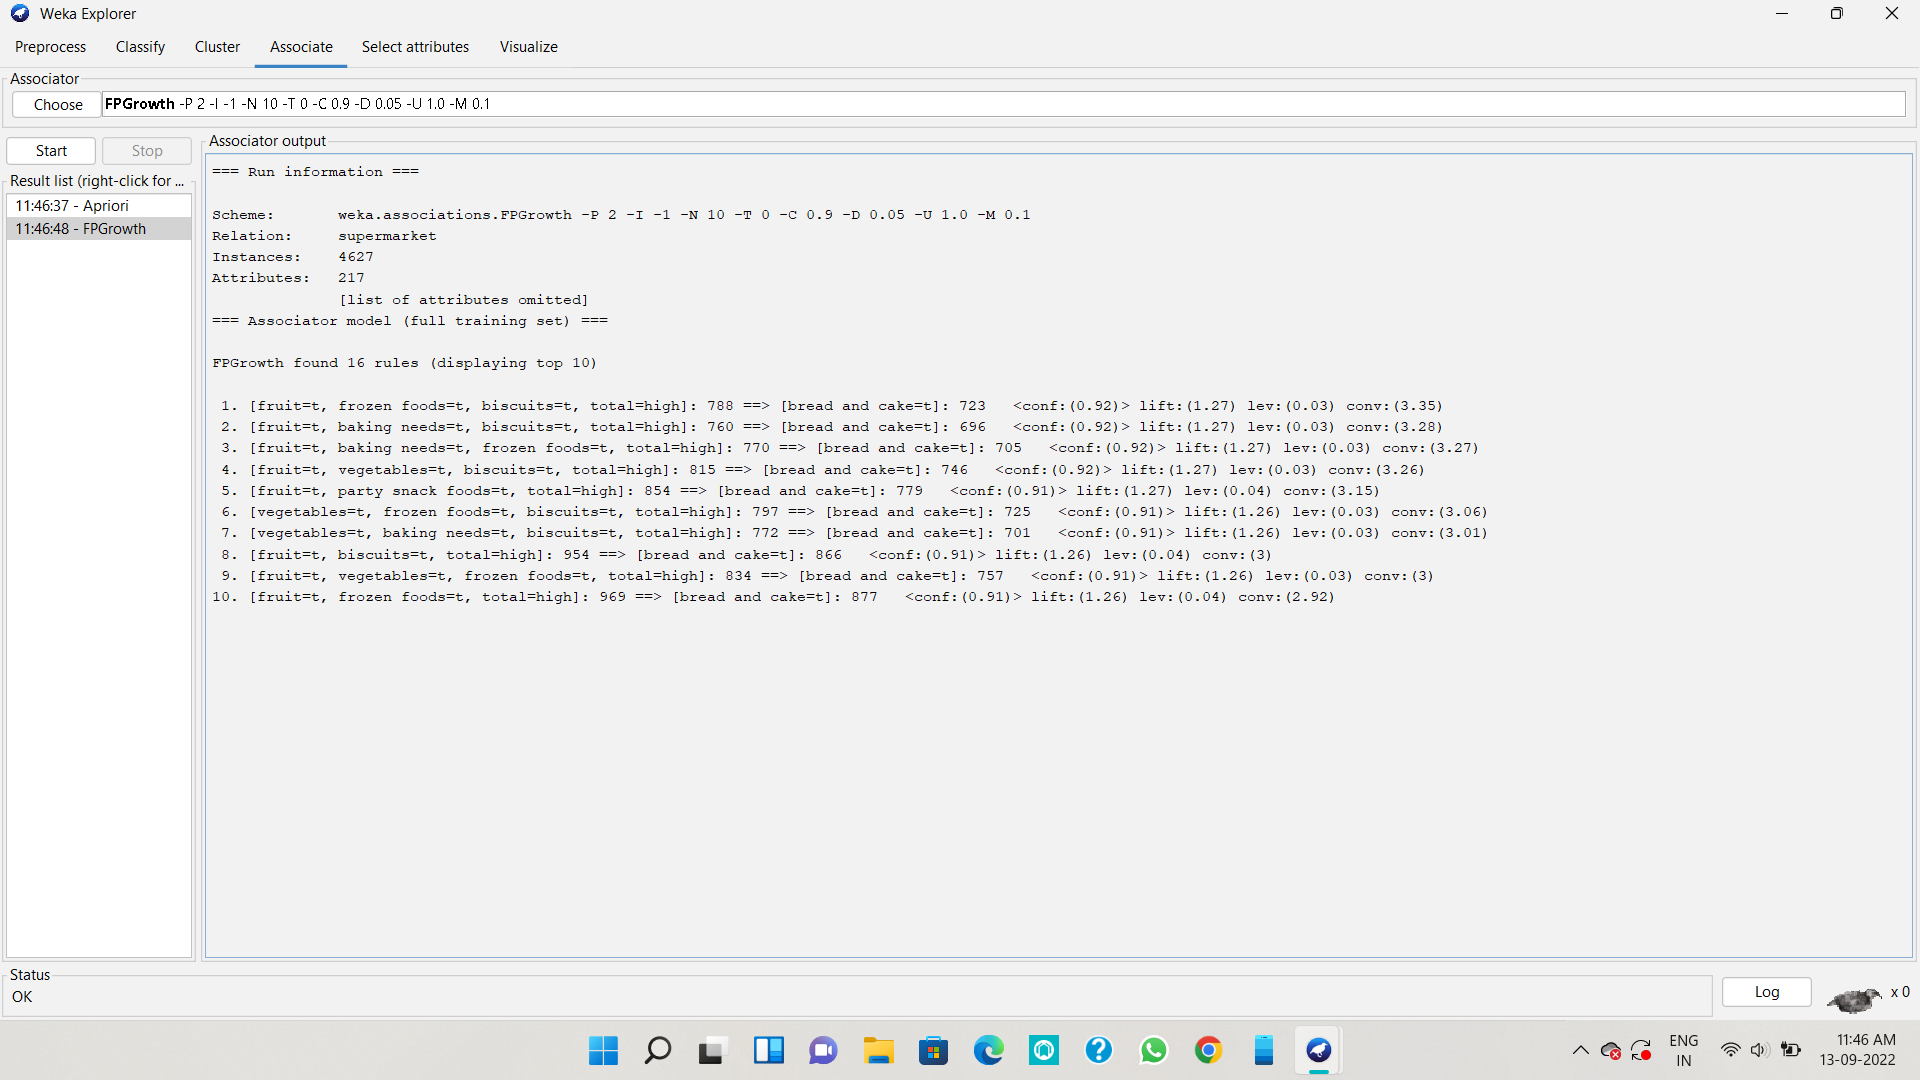 Weka Explorer
Preprocess Classify Cluster Associate Select attributes Visualize
Associator
Choose FPGrowth -P 2 -I -1 -N 10 -T 0 -C 0.9 -D 0.05 -U 1.0 -M 0.1
Start Stop
Result list (right-click for ...
11:46:37 - Apriori
11:46:48 - FPGrowth
Associator output
=== Run information ===
Scheme: weka.associations.FPGrowth -P 2 -I -1 -N 10 -T 0 -C 0.9 -D 0.05 -U 1.0 -M 0.1
Relation: supermarket
Instances: 4627
Attributes: 217
[list of attributes omitted]
=== Associator model (full training set) ===
FPGrowth found 16 rules (displaying top 10)
1. [fruit=t, frozen foods=t, biscuits=t, total=high]: 788 ==> [bread and cake=t]: 723 <conf:(0.92)> lift:(1.27) lev:(0.03) conv:(3.35)
2. [fruit=t, baking needs=t, biscuits=t, total=high]: 760 ==> [bread and cake=t]: 696 <conf:(0.92)> lift:(1.27) lev:(0.03) conv:(3.28)
3. [fruit=t, baking needs=t, frozen foods=t, total=high]: 770 ==> [bread and cake=t]: 705 <conf:(0.92)> lift:(1.27) lev:(0.03) conv:(3.27)
4. [fruit=t, vegetables=t, biscuits=t, total=high]: 815 ==> [bread and cake=t]: 746 <conf:(0.92)> lift:(1.27) lev:(0.03) conv:(3.26)
5. [fruit=t, party snack foods=t, total=high]: 854 ==> [bread and cake=t]: 779 <conf:(0.91)> lift:(1.27) lev:(0.04) conv:(3.15)
6. [vegetables=t, frozen foods=t, biscuits=t, total=high]: 797 ==> [bread and cake=t]: 725 <conf:(0.91)> lift:(1.26) lev:(0.03) conv:(3.06)
7. [vegetables=t, baking needs=t, biscuits=t, total=high]: 772 ==> [bread and cake=t]: 701 <conf:(0.91)> lift:(1.26) lev:(0.03) conv:(3.01)
8. [fruit=t, biscuits=t, total=high]: 954 ==> [bread and cake=t]: 866 <conf:(0.91)> lift:(1.26) lev:(0.04) conv:(3)
9. [fruit=t, vegetables=t, frozen foods=t, total=high]: 834 ==> [bread and cake=t]: 757 <conf:(0.91)> lift:(1.26) lev:(0.03) conv:(3)
10. [fruit=t, frozen foods=t, total=high]: 969 ==> [bread and cake=t]: 877 <conf:(0.91)> lift:(1.26) lev:(0.04) conv:(2.92)
Status
OK
Log
x 0
ENG
IN
11:46 AM
13-09-2022